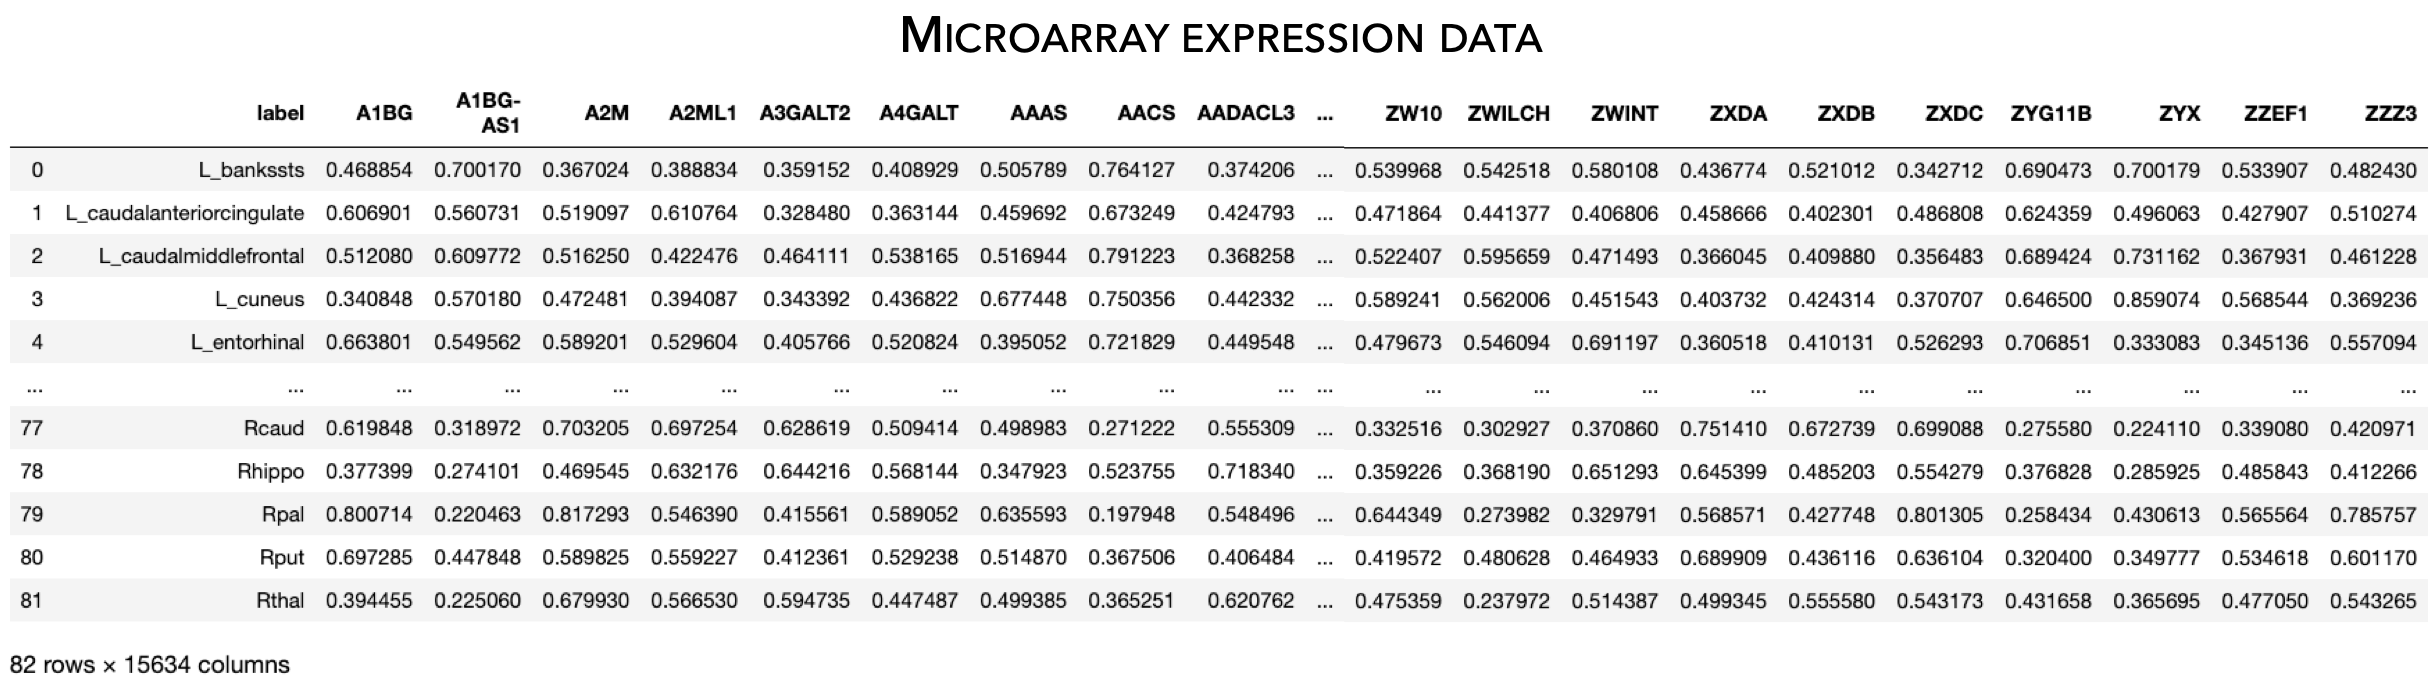 MICROARRAY EXPRESSION DATA
label A1BG A1BG-AS1 A2M A2ML1 A3GALT2 A4GALT AAAS AACS AADACL3 ... ZW10 ZWILCH ZWINT ZXDA ZXDB ZXDC ZYG11B ZYX ZZEF1 ZZZ3
0 L_bankssts 0.468854 0.700170 0.367024 0.388834 0.359152 0.408929 0.505789 0.764127 0.374206 ... 0.539968 0.542518 0.580108 0.436774 0.521012 0.342712 0.690473 0.700179 0.533907 0.482430
1 L_caudalanteriorcingulate 0.606901 0.560731 0.519097 0.610764 0.328480 0.363144 0.459692 0.673249 0.424793 ... 0.471864 0.441377 0.406806 0.458666 0.402301 0.486808 0.624359 0.496063 0.427907 0.510274
2 L_caudalmiddlefrontal 0.512080 0.609772 0.516250 0.422476 0.464111 0.538165 0.516944 0.791223 0.368258 ... 0.522407 0.595659 0.471493 0.366045 0.409880 0.356483 0.689424 0.731162 0.367931 0.461228
3 L_cuneus 0.340848 0.570180 0.472481 0.394087 0.343392 0.436822 0.677448 0.750356 0.442332 ... 0.589241 0.562006 0.451543 0.403732 0.424314 0.370707 0.646500 0.859074 0.568544 0.369236
4 L_entorhinal 0.663801 0.549562 0.589201 0.529604 0.405766 0.520824 0.395052 0.721829 0.449548 ... 0.479673 0.546094 0.691197 0.360518 0.410131 0.526293 0.706851 0.333083 0.345136 0.557094
... ... ... ... ... ... ... ... ... ... ... ... ... ... ... ... ... ... ... ... ... ...
77 Rcaud 0.619848 0.318972 0.703205 0.697254 0.628619 0.509414 0.498983 0.271222 0.555309 ... 0.332516 0.302927 0.370860 0.751410 0.672739 0.699088 0.275580 0.224110 0.339080 0.420971
78 Rhippo 0.377399 0.274101 0.469545 0.632176 0.644216 0.568144 0.347923 0.523755 0.718340 ... 0.359226 0.368190 0.651293 0.645399 0.485203 0.554279 0.376828 0.285925 0.485843 0.412266
79 Rpal 0.800714 0.220463 0.817293 0.546390 0.415561 0.589052 0.635593 0.197948 0.548496 ... 0.644349 0.273982 0.329791 0.568571 0.427748 0.801305 0.258434 0.430613 0.565564 0.785757
80 Rput 0.697285 0.447848 0.589825 0.559227 0.412361 0.529238 0.514870 0.367506 0.406484 ... 0.419572 0.480628 0.464933 0.689909 0.436116 0.636104 0.320400 0.349777 0.534618 0.601170
81 Rthal 0.394455 0.225060 0.679930 0.566530 0.594735 0.447487 0.499385 0.365251 0.620762 ... 0.475359 0.237972 0.514387 0.499345 0.555580 0.543173 0.431658 0.365695 0.477050 0.543265
82 rows × 15634 columns